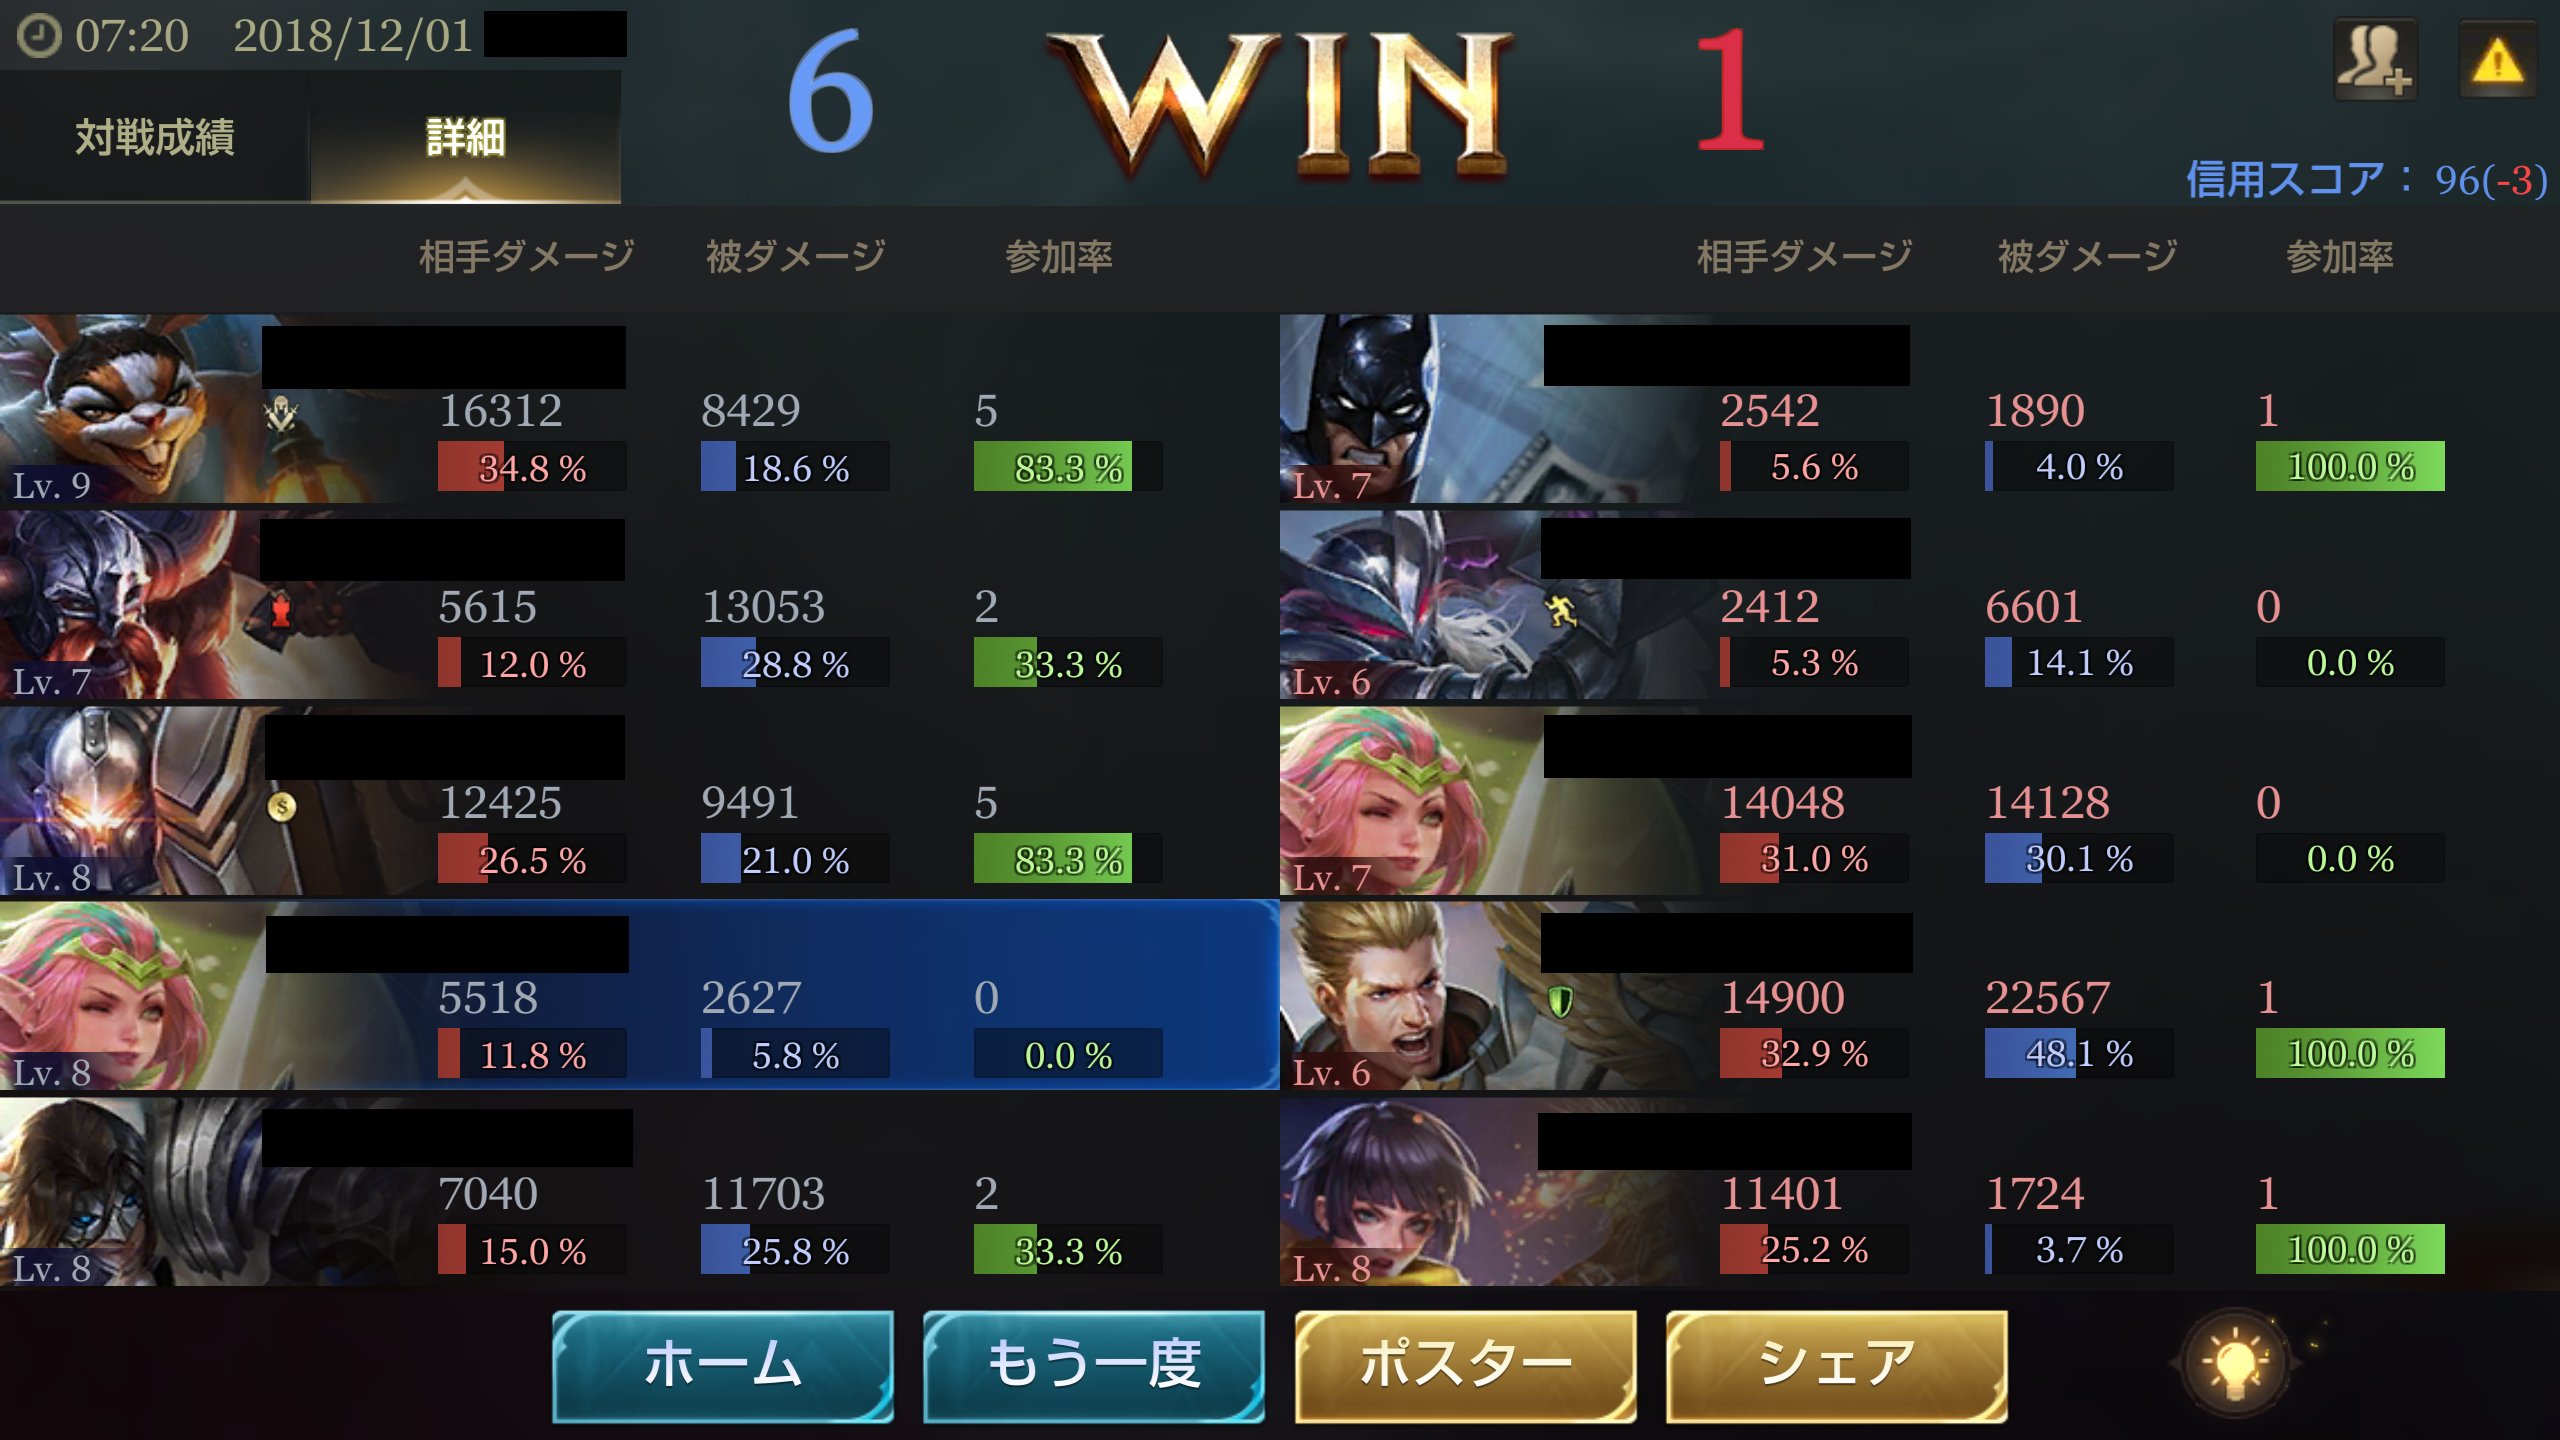 07:20 2018/12/01
6 WIN 1
対戦成績 詳細
信用スコア： 96(-3)
相手ダメージ 被ダメージ 参加率 相手ダメージ 被ダメージ 参加率
16312 8429 5
34.8 % 18.6 % 83.3 %
Lv. 9
2542 1890 1
5.6 % 4.0 % 100.0 %
Lv. 7
5615 13053 2
12.0 % 28.8 % 33.3 %
Lv. 7
2412 6601 0
5.3 % 14.1 % 0.0 %
Lv. 6
12425 9491 5
26.5 % 21.0 % 83.3 %
Lv. 8
14048 14128 0
31.0 % 30.1 % 0.0 %
Lv. 7
5518 2627 0
11.8 % 5.8 % 0.0 %
Lv. 8
14900 22567 1
32.9 % 48.1 % 100.0 %
Lv. 6
7040 11703 2
15.0 % 25.8 % 33.3 %
Lv. 8
11401 1724 1
25.2 % 3.7 % 100.0 %
Lv. 8
ホーム もう一度 ポスター シェア